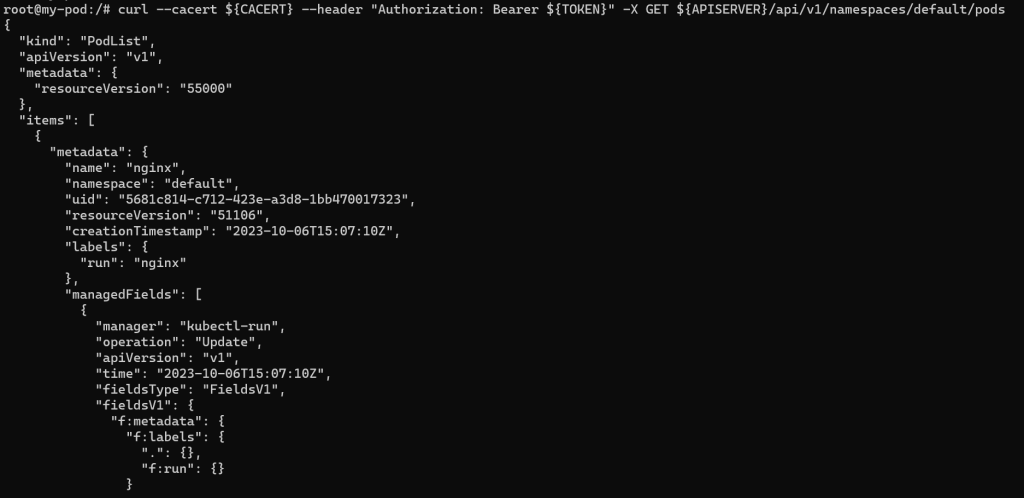 root@my-pod:/# curl --cacert ${CACERT} --header "Authorization: Bearer ${TOKEN}" -X GET ${APISERVER}/api/v1/namespaces/default/pods
{
  "kind": "PodList",
  "apiVersion": "v1",
  "metadata": {
    "resourceVersion": "55000"
  },
  "items": [
    {
      "metadata": {
        "name": "nginx",
        "namespace": "default",
        "uid": "5681c814-c712-423e-a3d8-1bb470017323",
        "resourceVersion": "51106",
        "creationTimestamp": "2023-10-06T15:07:10Z",
        "labels": {
          "run": "nginx"
        },
        "managedFields": [
          {
            "manager": "kubectl-run",
            "operation": "Update",
            "apiVersion": "v1",
            "time": "2023-10-06T15:07:10Z",
            "fieldsType": "FieldsV1",
            "fieldsV1": {
              "f:metadata": {
                "f:labels": {
                  ".": {},
                  "f:run": {}
                }